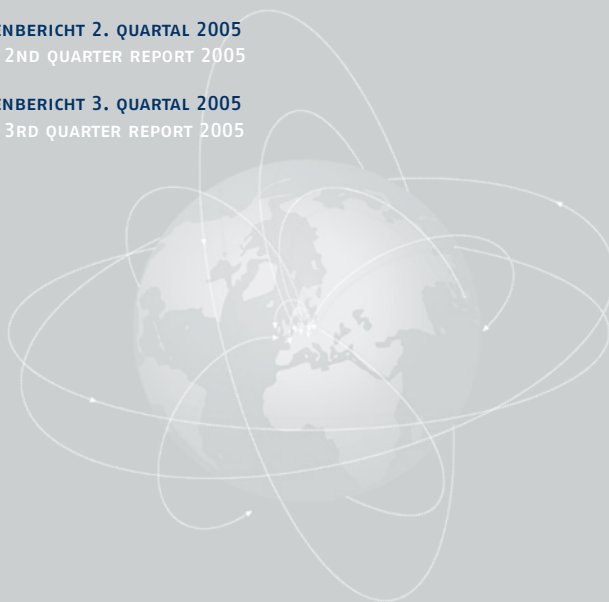 ENBERICHT 2. QUARTAL 2005
2ND QUARTER REPORT 2005
ENBERICHT 3. QUARTAL 2005
3RD QUARTER REPORT 2005